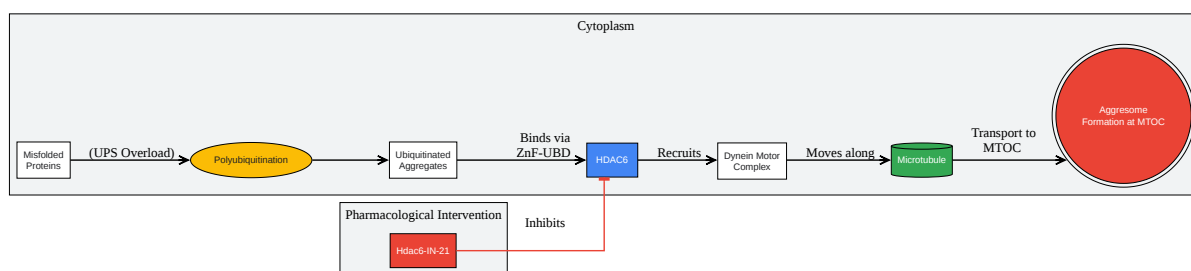 Cytoplasm
Misfolded
Proteins
(UPS Overload)
Polyubiquitination
Ubiquitinated
Aggregates
Binds via
ZnF-UBD
HDAC6
Recruits
Dynein Motor
Complex
Moves along
Microtubule
Transport to
MTOC
Aggresome
Formation at MTOC
Pharmacological Intervention
Hdac6-IN-21
Inhibits